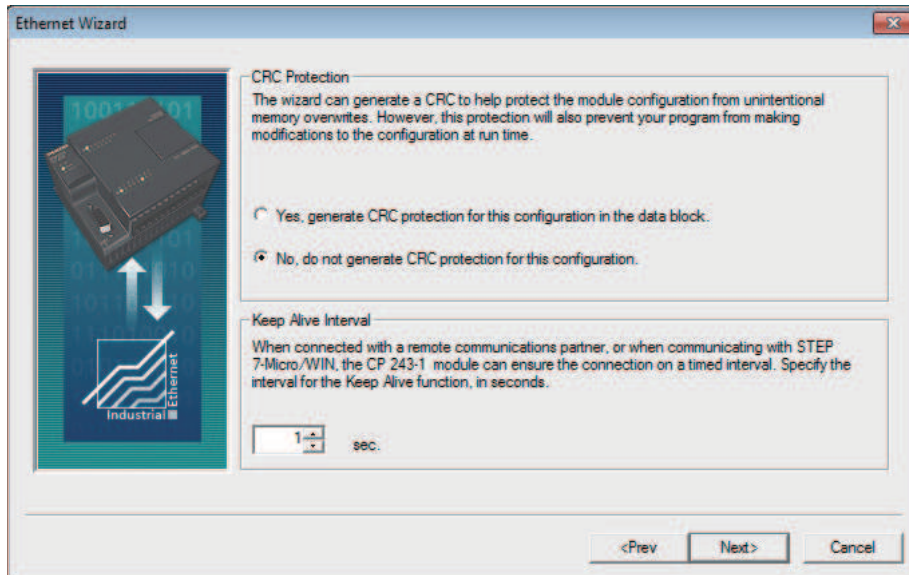 Ethernet Wizard
CRC Protection
The wizard can generate a CRC to help protect the module configuration from unintentional
memory overwrites. However, this protection will also prevent your program from making
modifications to the configuration at run time.
Yes, generate CRC protection for this configuration in the data block.
No, do not generate CRC protection for this configuration.
Keep Alive Interval
When connected with a remote communications partner, or when communicating with STEP
7-Micro/WIN, the CP 243-1 module can ensure the connection on a timed interval. Specify the
interval for the Keep Alive function, in seconds.
1
sec.
Industrial
Ethernet
<Prev
Next>
Cancel